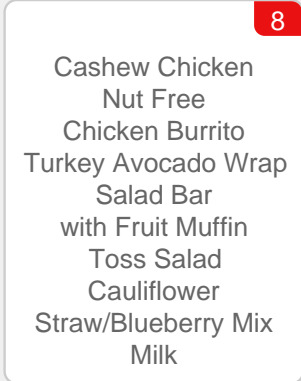 8
Cashew Chicken
Nut Free
Chicken Burrito
Turkey Avocado Wrap
Salad Bar
with Fruit Muffin
Toss Salad
Cauliflower
Straw/Blueberry Mix
Milk